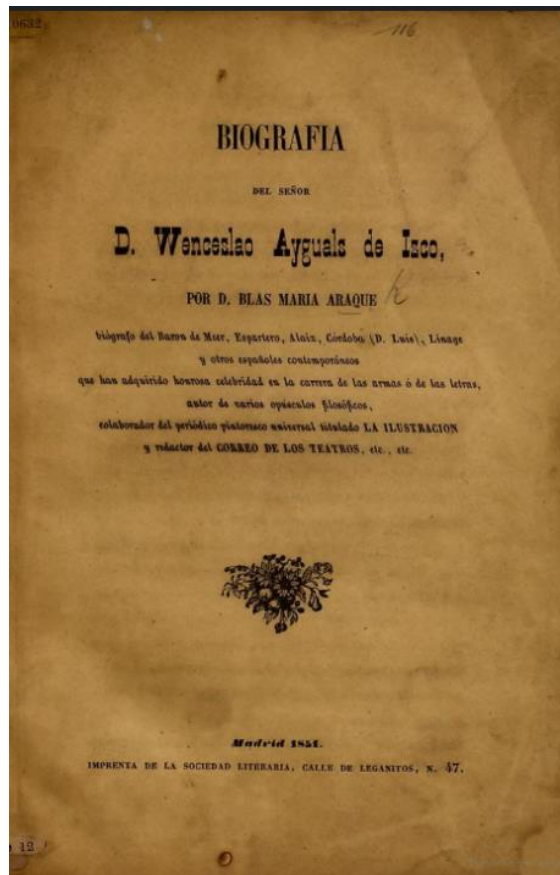 0632
116
BIOGRAFIA
DEL SEÑOR
D. Wenceslao Ayguals de Izco,
POR D. BLAS MARIA ARAQUE
biógrafo del Baron de Meer, Espartero, Alaix, Córdoba (D. Luis), Linage
y otros españoles contemporáneos
que han adquirido honrosa celebridad en la carrera de las armas ó de las letras,
autor de varios opúsculos filosóficos,
colaborador del periódico pintoresco universal titulado LA ILUSTRACION
y redactor del CORREO DE LOS TEATROS, etc., etc.
Madrid 1851.
IMPRENTA DE LA SOCIEDAD LITERARIA, CALLE DE LEGANITOS, N. 47.
12